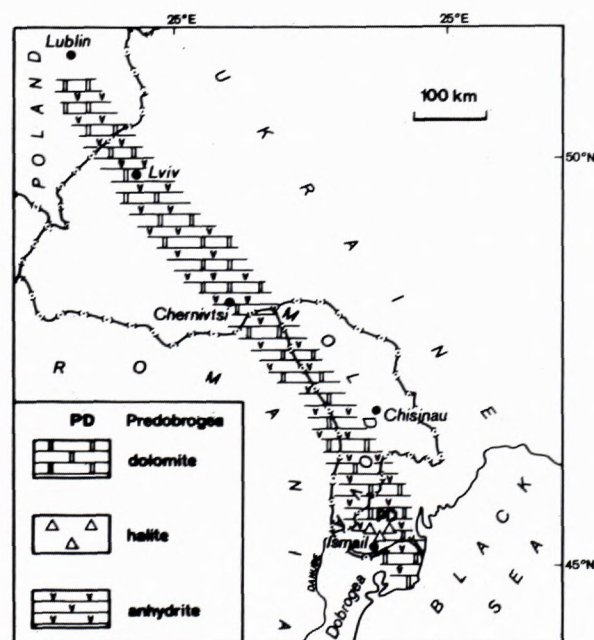 25°E 25°E
Lublin
POLAND
UKRAINE
100 km
50°N
Lviv
Chernivtsi
MOLDOVA
ROMANIA
Chisinau
PD
Ismail
DANUBE
Dobrogea
BLACK
SEA
45°N
PD Predobrogea
dolomite
halite
anhydrite